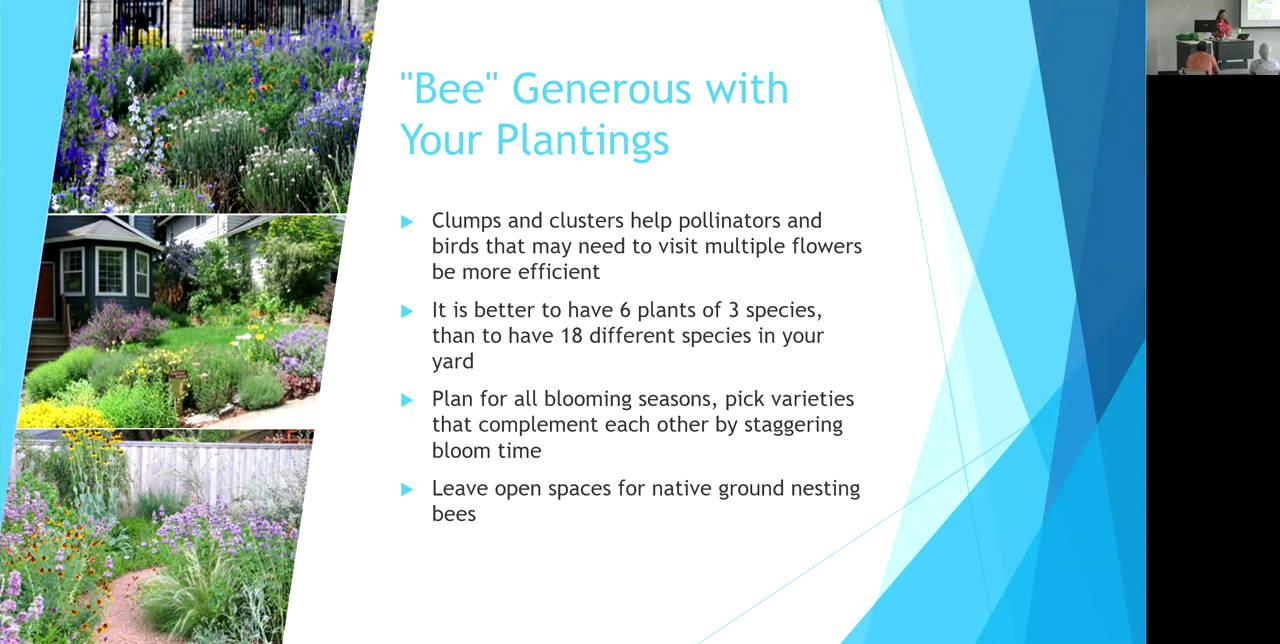 "Bee" Generous with
Your Plantings
Clumps and clusters help pollinators and
birds that may need to visit multiple flowers
be more efficient
It is better to have 6 plants of 3 species,
than to have 18 different species in your
yard
Plan for all blooming seasons, pick varieties
that complement each other by staggering
bloom time
Leave open spaces for native ground nesting
bees